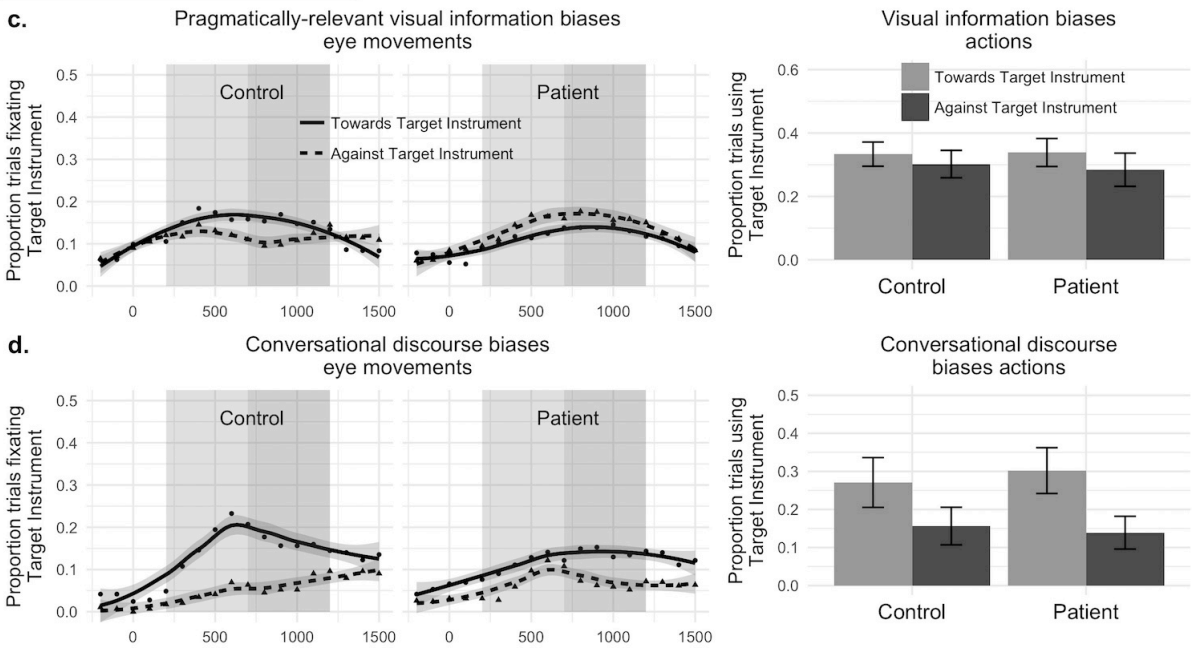 c.
Pragmatically-relevant visual information biases
eye movements
Proportion trials fixating
Target Instrument
0.5
0.4
0.3
0.2
0.1
0.0
Control
Patient
Towards Target Instrument
Against Target Instrument
0
500
1000
1500
0
500
1000
1500
Visual information biases
actions
Proportion trials using
Target Instrument
0.6
0.4
0.2
0.0
Towards Target Instrument
Against Target Instrument
Control
Patient
d.
Conversational discourse biases
eye movements
Proportion trials fixating
Target Instrument
0.5
0.4
0.3
0.2
0.1
0.0
Control
Patient
0
500
1000
1500
0
500
1000
1500
Conversational discourse
biases actions
Proportion trials using
Target Instrument
0.5
0.4
0.3
0.2
0.1
0.0
Control
Patient